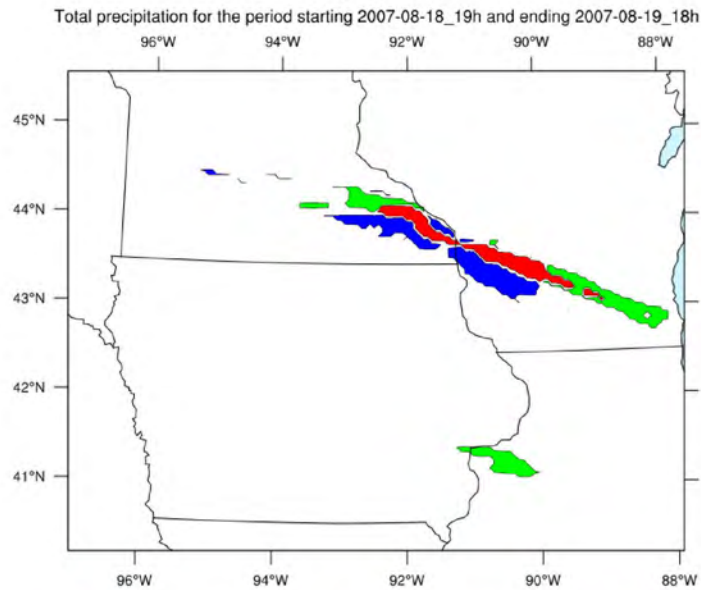 Total precipitation for the period starting 2007-08-18_19h and ending 2007-08-19_18h
96°W 94°W 92°W 90°W 88°W
45°N
44°N
43°N
42°N
41°N
96°W 94°W 92°W 90°W 88°W